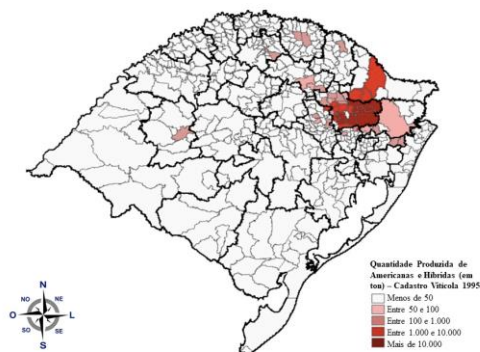 Quantidade Produzida de
Americanas e Híbridas (em
ton) – Cadastro Vitícola 1995
Menos de 50
Entre 50 e 100
Entre 100 e 1.000
Entre 1.000 e 10.000
Mais de 10.000
N
NO NE
O L
SO SE
S